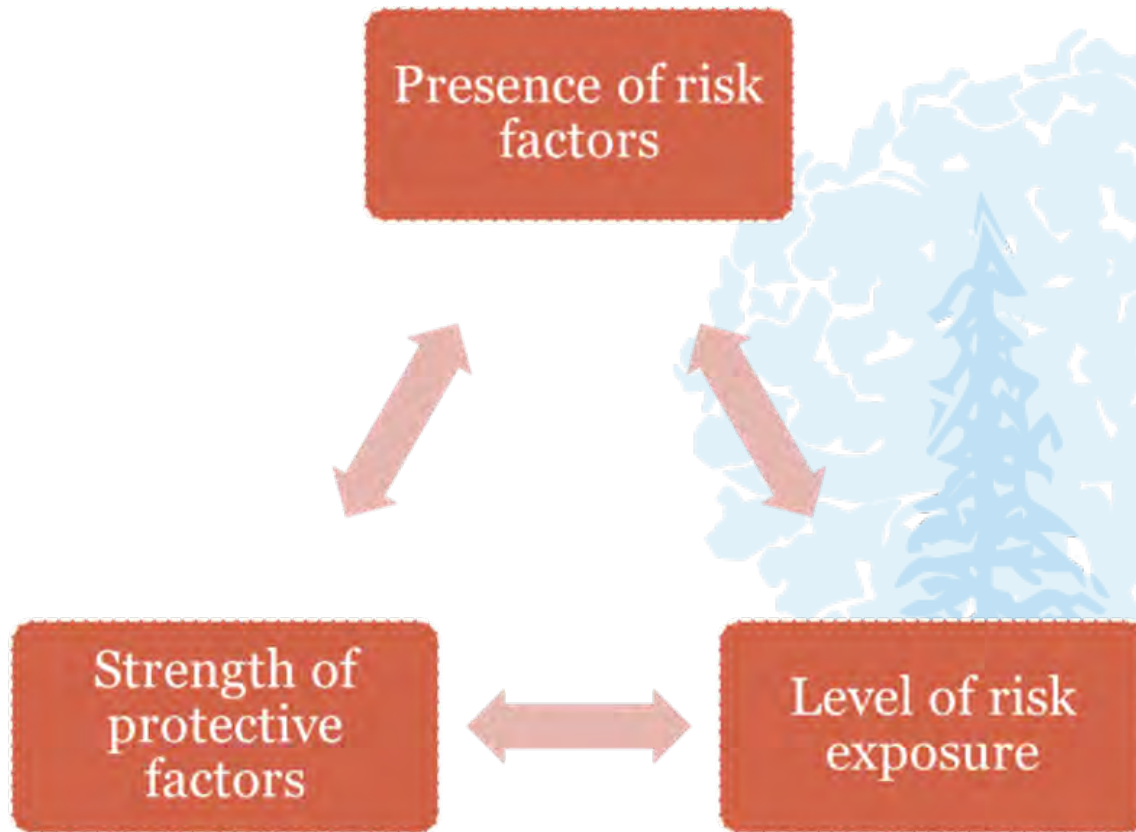 Presence of risk
factors
Strength of
protective
factors
Level of risk
exposure